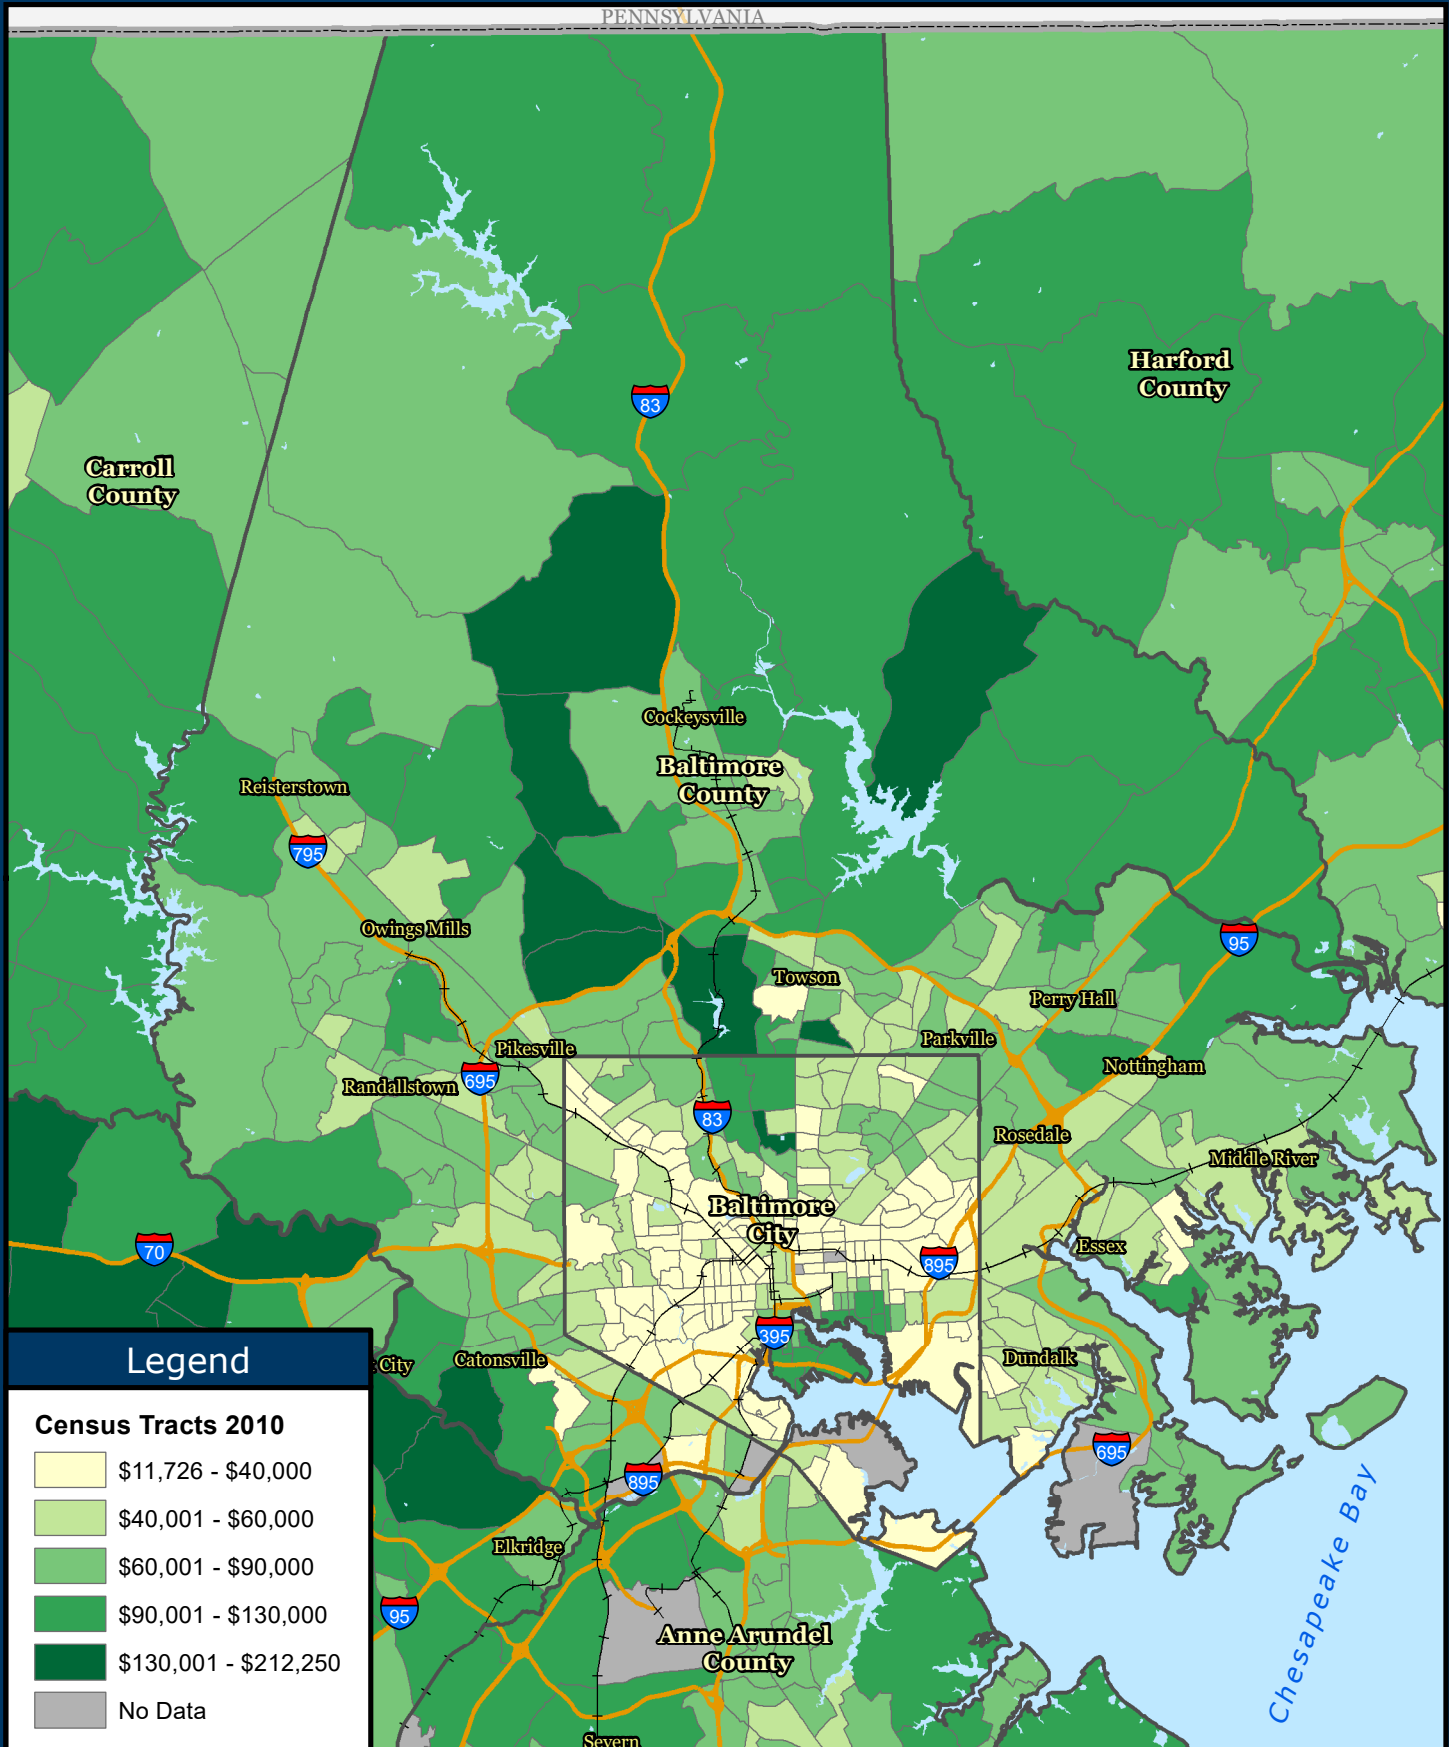 PENNSYLVANIA
Harford
County
83
Carroll
County
Cockeysville
Baltimore
County
Reisterstown
795
Owings Mills
95
Towson
Perry Hall
Parkville
Pikesville
Nottingham
Randallstown
695
83
Rosedale
Middle River
Baltimore
City
70
Essex
895
395
Legend
City
Catonsville
Dundalk
Census Tracts 2010
$11,726 - $40,000
695
895
$40,001 - $60,000
Elkridge
Chesapeake Bay
$60,001 - $90,000
95
$90,001 - $130,000
Anne Arundel
County
$130,001 - $212,250
No Data
Severn